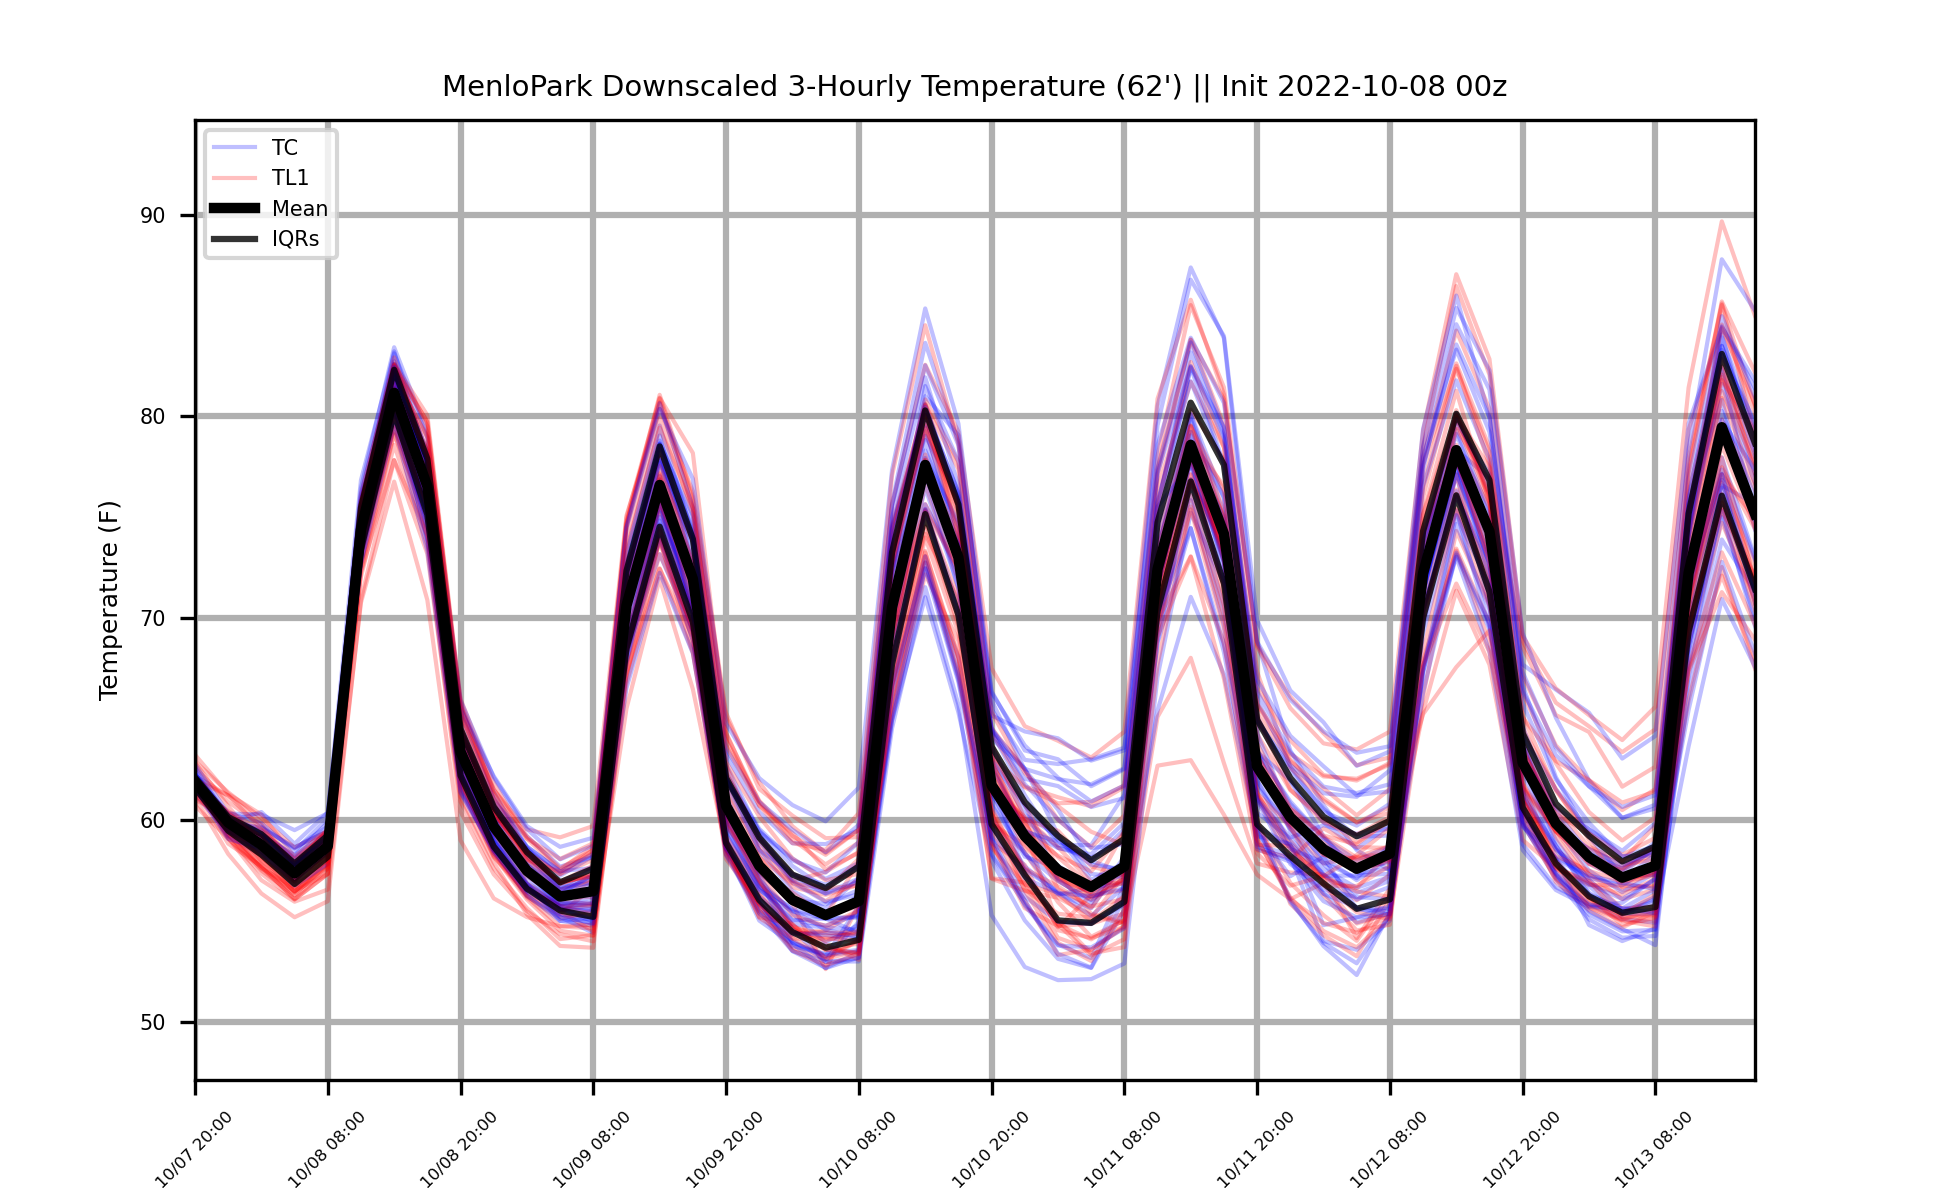 MenloPark Downscaled 3-Hourly Temperature (62') || Init 2022-10-08 00z
TC
TL1
Mean
IQRs
Temperature (F)
90
80
70
60
50
10/07 20:00
10/08 08:00
10/08 20:00
10/09 08:00
10/09 20:00
10/10 08:00
10/10 20:00
10/11 08:00
10/11 20:00
10/12 08:00
10/12 20:00
10/13 08:00